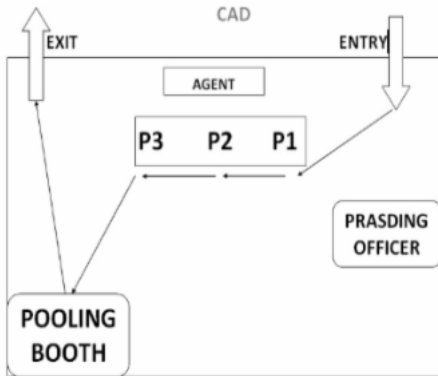 CAD
EXIT
ENTRY
AGENT
P3 P2 P1
PRASDING
OFFICER
POOLING
BOOTH